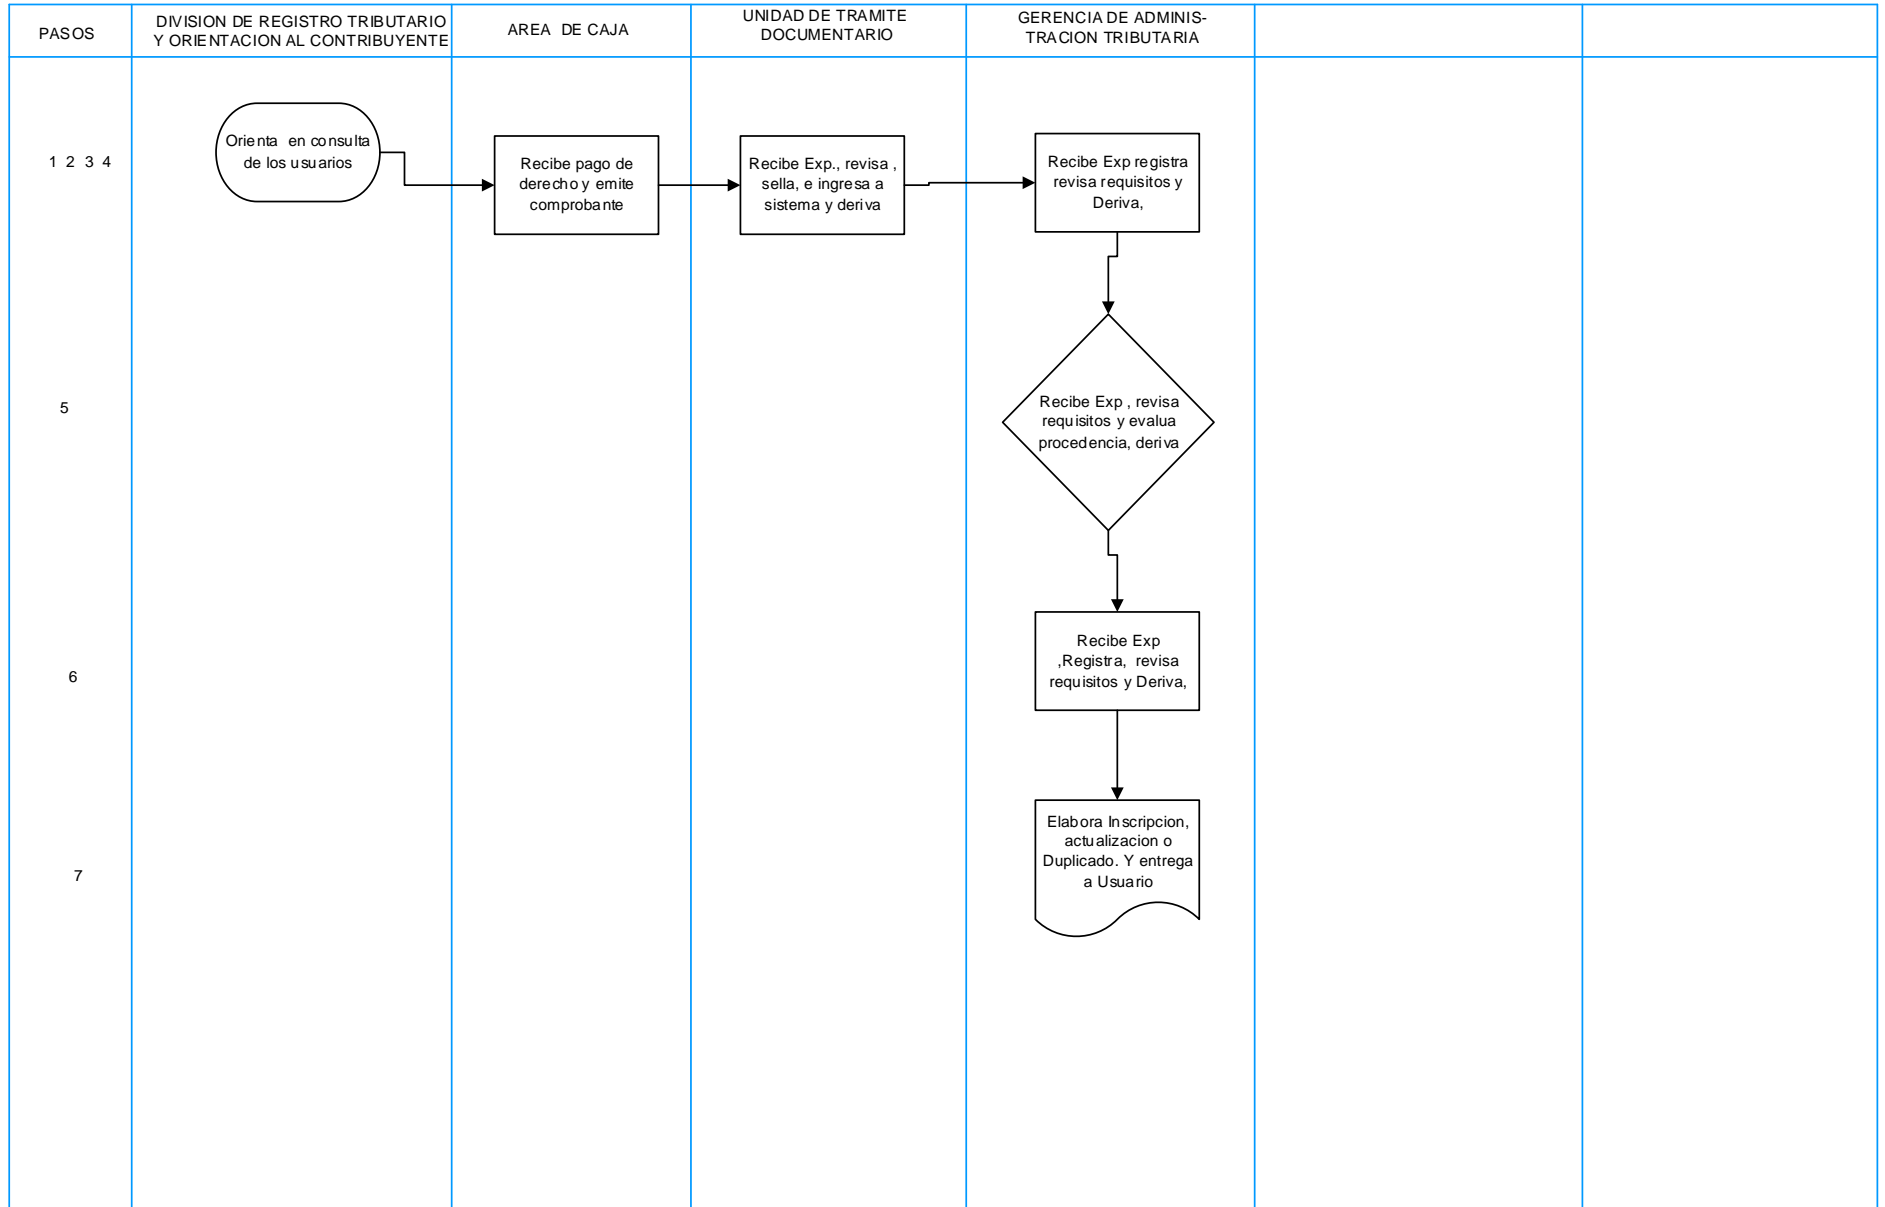 PASOS
DIVISION DE REGISTRO TRIBUTARIO
Y ORIENTACION AL CONTRIBUYENTE
AREA DE CAJA
UNIDAD DE TRAMITE
DOCUMENTARIO
GERENCIA DE ADMINIS-
TRACION TRIBUTARIA
1 2 3 4
Orienta en consulta
de los usuarios
Recibe pago de
derecho y emite
comprobante
Recibe Exp., revisa ,
sella, e ingresa a
sistema y deriva
Recibe Exp registra
revisa requisitos y
Deriva,
5
Recibe Exp , revisa
requisitos y evalua
procedencia, deriva
6
Recibe Exp
,Registra, revisa
requisitos y Deriva,
7
Elabora Inscripcion,
actualizacion o
Duplicado. Y entrega
a Usuario